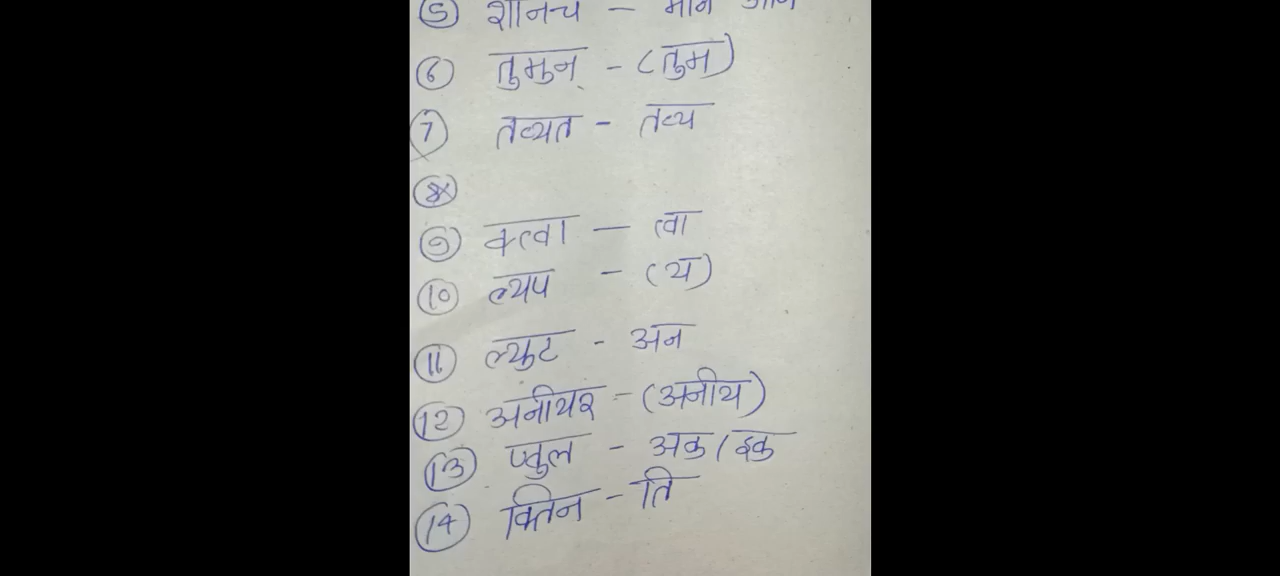 ⑤ शानच – मान
⑥ तुमुन् – (तुम)
⑦ तव्यत – तव्य
⑧
⑨ क्त्वा – त्वा
⑩ ल्यप – (य)
⑪ ल्युट - अन
⑫ अनीयर – (अनीय)
⑬ ण्वुल – अक / इक
⑭ क्तिन – ति